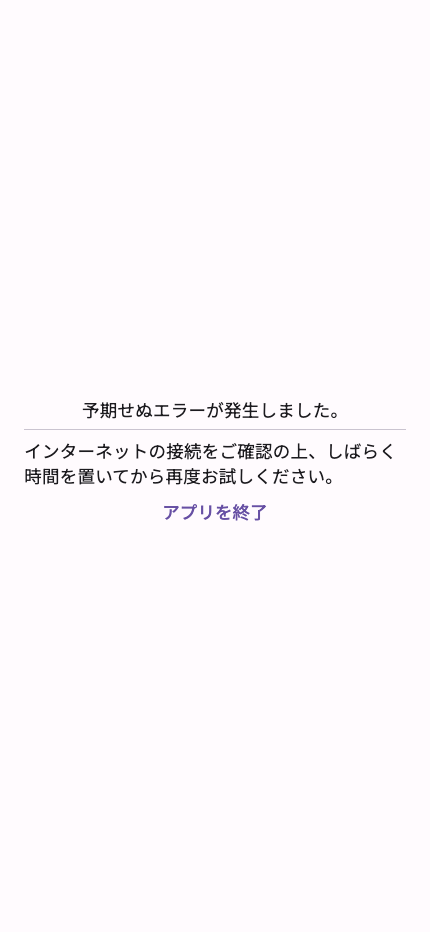 予期せぬエラーが発生しました。
インターネットの接続をご確認の上、しばらく
時間を置いてから再度お試しください。
アプリを終了